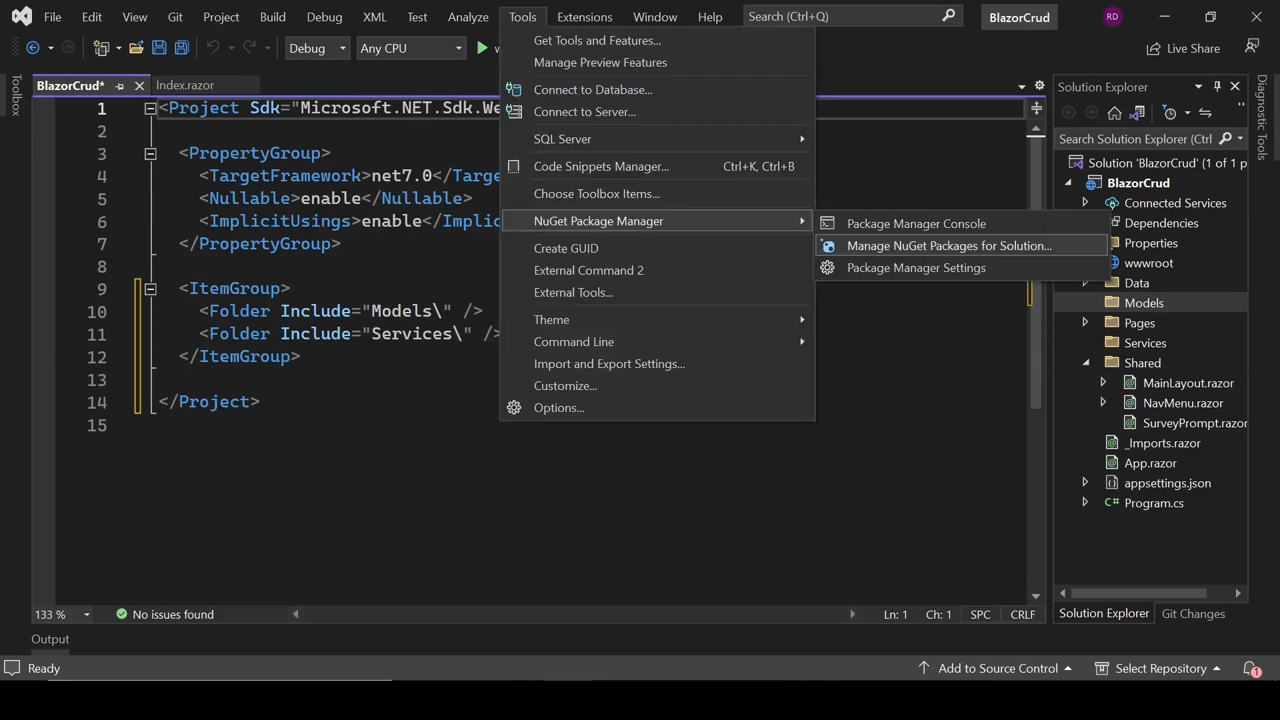 File Edit View Git Project Build Debug XML Test Analyze Tools Extensions Window Help Search (Ctrl+Q) BlazorCrud RD
Debug Any CPU Live Share
Toolbox
BlazorCrud* Index.razor
1 <Project Sdk="Microsoft.NET.Sdk.We
2
3 <PropertyGroup>
4 <TargetFramework>net7.0</Targe
5 <Nullable>enable</Nullable>
6 <ImplicitUsings>enable</Implic
7 </PropertyGroup>
8
9 <ItemGroup>
10 <Folder Include="Models\" />
11 <Folder Include="Services\" />
12 </ItemGroup>
13
14 </Project>
15
Get Tools and Features...
Manage Preview Features
Connect to Database...
Connect to Server...
SQL Server
Code Snippets Manager... Ctrl+K, Ctrl+B
Choose Toolbox Items...
NuGet Package Manager
Create GUID
External Command 2
External Tools...
Theme
Command Line
Import and Export Settings...
Customize...
Options...
Package Manager Console
Manage NuGet Packages for Solution...
Package Manager Settings
Solution Explorer
Search Solution Explorer (Ctrl
Solution 'BlazorCrud' (1 of 1 p
BlazorCrud
Connected Services
Dependencies
Properties
wwwroot
Data
Models
Pages
Services
Shared
MainLayout.razor
NavMenu.razor
SurveyPrompt.razor
_Imports.razor
App.razor
appsettings.json
Program.cs
Diagnostic Tools
133 % No issues found Ln: 1 Ch: 1 SPC CRLF
Solution Explorer Git Changes
Output
Ready Add to Source Control Select Repository 1